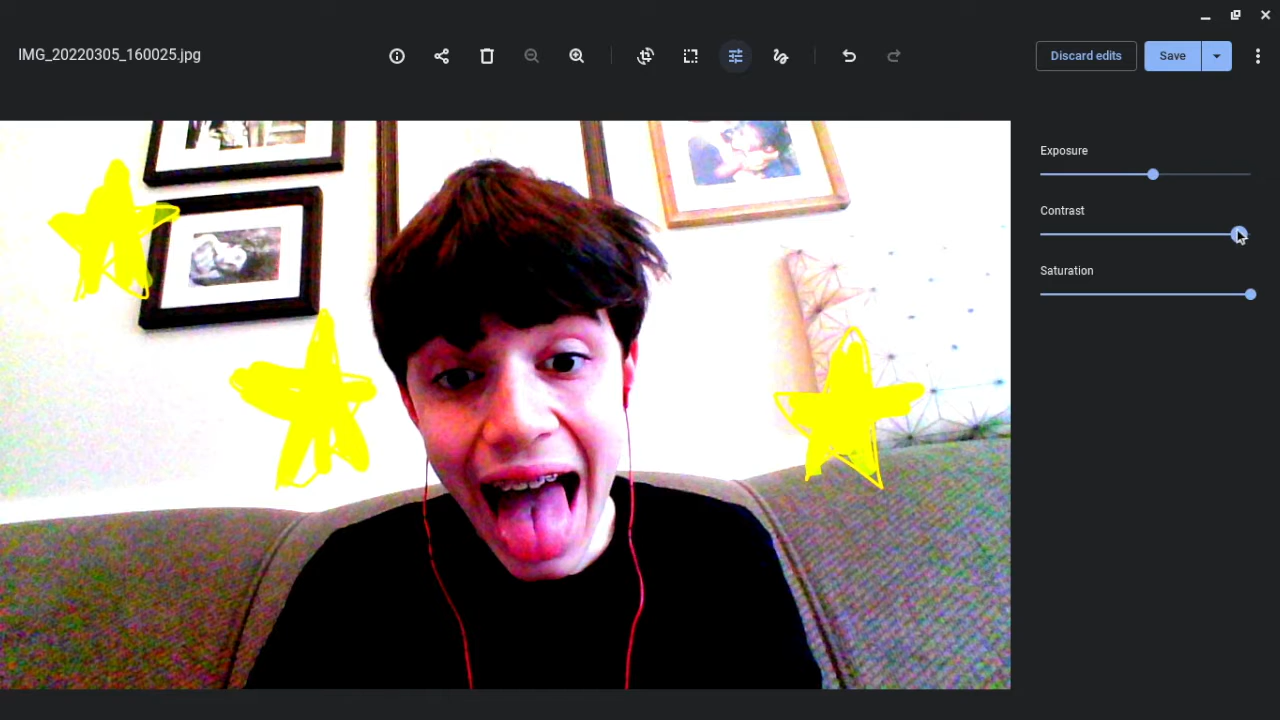 IMG_20220305_160025.jpg
Discard edits
Save
Exposure
Contrast
Saturation